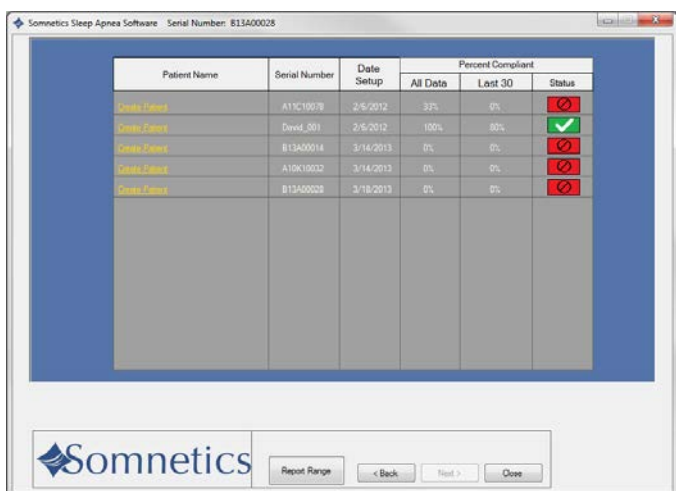 Somnetics Sleep Apnea Software Serial Number: B13A00028
Patient Name Serial Number Date Setup Percent Compliant
All Data Last 30 Status
Create Patient A11C10078 2/6/2012 33% 0%
Create Patient David_001 2/6/2012 100% 80%
Create Patient B13A00014 3/14/2013 0% 0%
Create Patient A10K10032 3/14/2013 0% 0%
Create Patient B13A00028 3/18/2013 0% 0%
Somnetics
Report Range < Back Next > Close